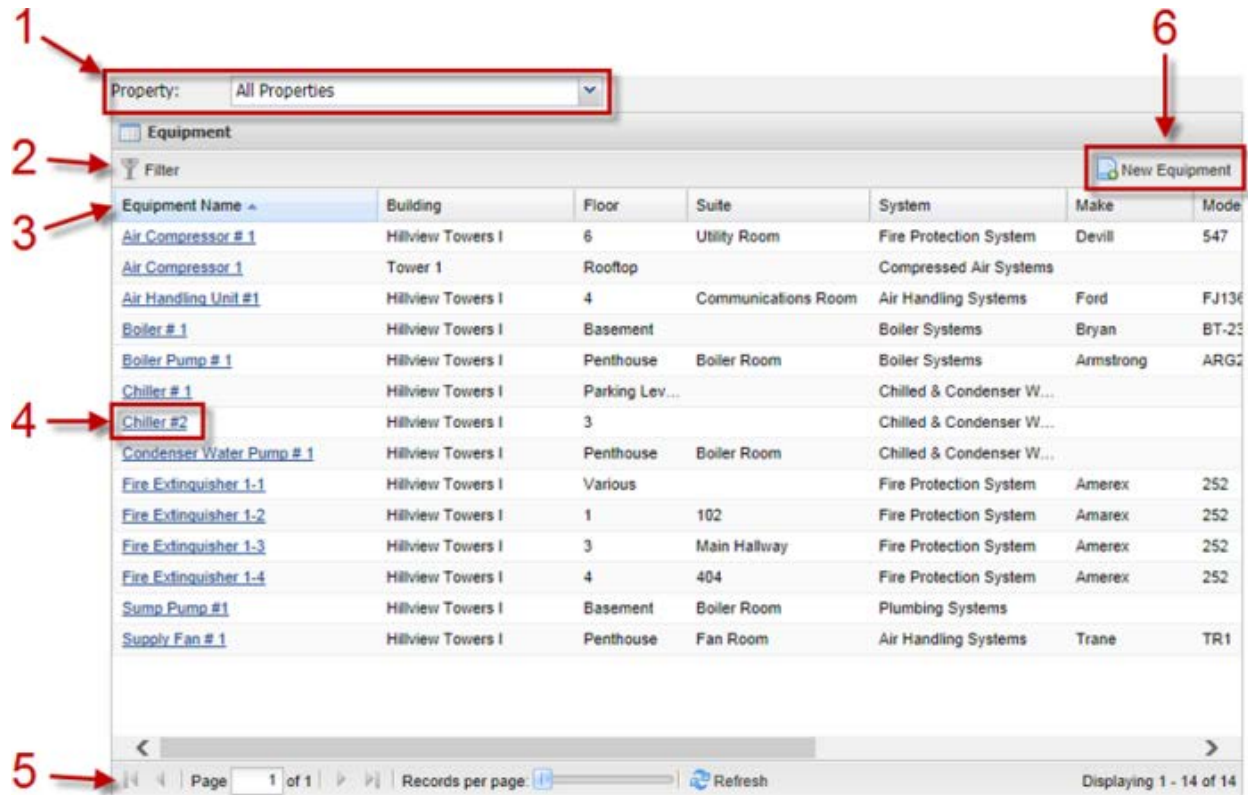 1
6
Property: All Properties
Equipment
2
Filter
New Equipment
3
Equipment Name Building Floor Suite System Make Mode
Air Compressor # 1 Hillview Towers I 6 Utility Room Fire Protection System Devill 547
Air Compressor 1 Tower 1 Rooftop Compressed Air Systems
Air Handling Unit #1 Hillview Towers I 4 Communications Room Air Handling Systems Ford FJ136
Boiler # 1 Hillview Towers I Basement Boiler Systems Bryan BT-23
Boiler Pump # 1 Hillview Towers I Penthouse Boiler Room Boiler Systems Armstrong ARG2
Chiller # 1 Hillview Towers I Parking Lev... Chilled & Condenser W...
4
Chiller #2 Hillview Towers I 3 Chilled & Condenser W...
Condenser Water Pump # 1 Hillview Towers I Penthouse Boiler Room Chilled & Condenser W...
Fire Extinguisher 1-1 Hillview Towers I Various Fire Protection System Amerex 252
Fire Extinguisher 1-2 Hillview Towers I 1 102 Fire Protection System Amarex 252
Fire Extinguisher 1-3 Hillview Towers I 3 Main Hallway Fire Protection System Amerex 252
Fire Extinguisher 1-4 Hillview Towers I 4 404 Fire Protection System Amerex 252
Sump Pump #1 Hillview Towers I Basement Boiler Room Plumbing Systems
Supply Fan # 1 Hillview Towers I Penthouse Fan Room Air Handling Systems Trane TR1
5
Page 1 of 1 Records per page: Refresh Displaying 1 - 14 of 14